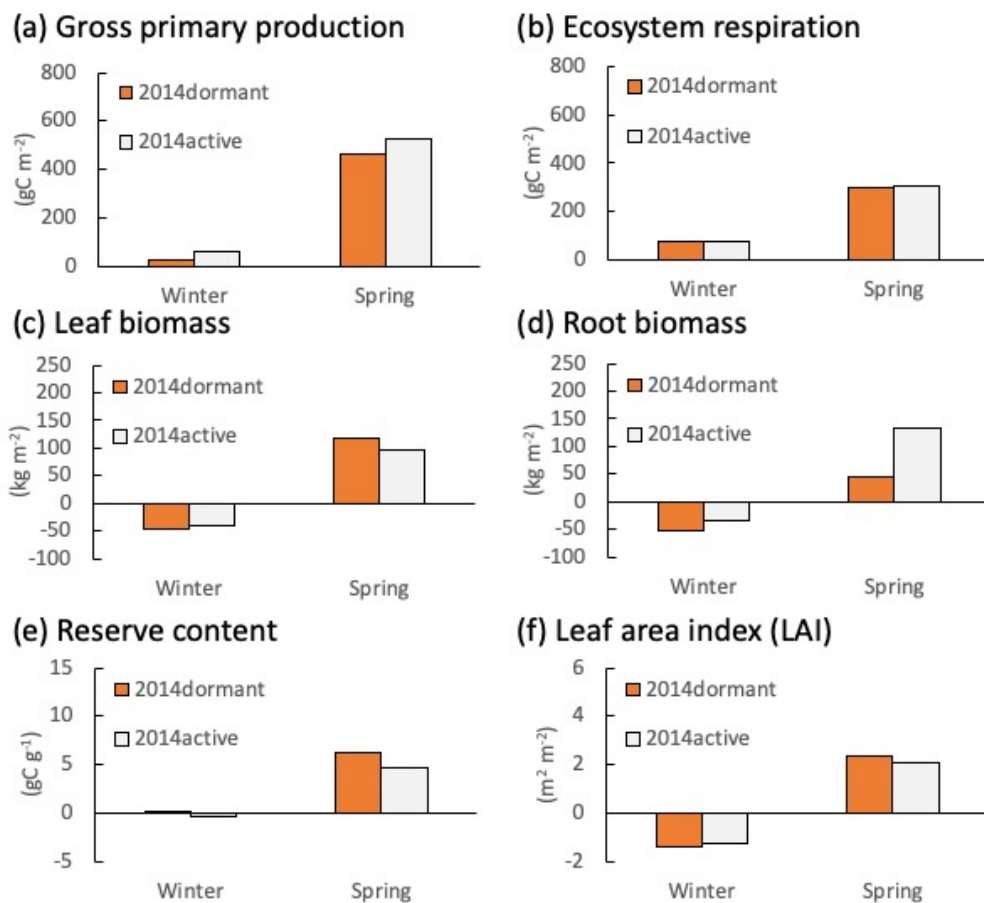 (a) Gross primary production
800
600
400
200
0
(gC m⁻²)
2014dormant
2014active
Winter
Spring
(b) Ecosystem respiration
800
600
400
200
0
(gC m⁻²)
2014dormant
2014active
Winter
Spring
(c) Leaf biomass
250
200
150
100
50
0
-50
-100
(kg m⁻²)
2014dormant
2014active
Winter
Spring
(d) Root biomass
250
200
150
100
50
0
-50
-100
(kg m⁻²)
2014dormant
2014active
Winter
Spring
(e) Reserve content
15
10
5
0
-5
(gC g⁻¹)
2014dormant
2014active
Winter
Spring
(f) Leaf area index (LAI)
6
4
2
0
-2
(m² m⁻²)
2014dormant
2014active
Winter
Spring